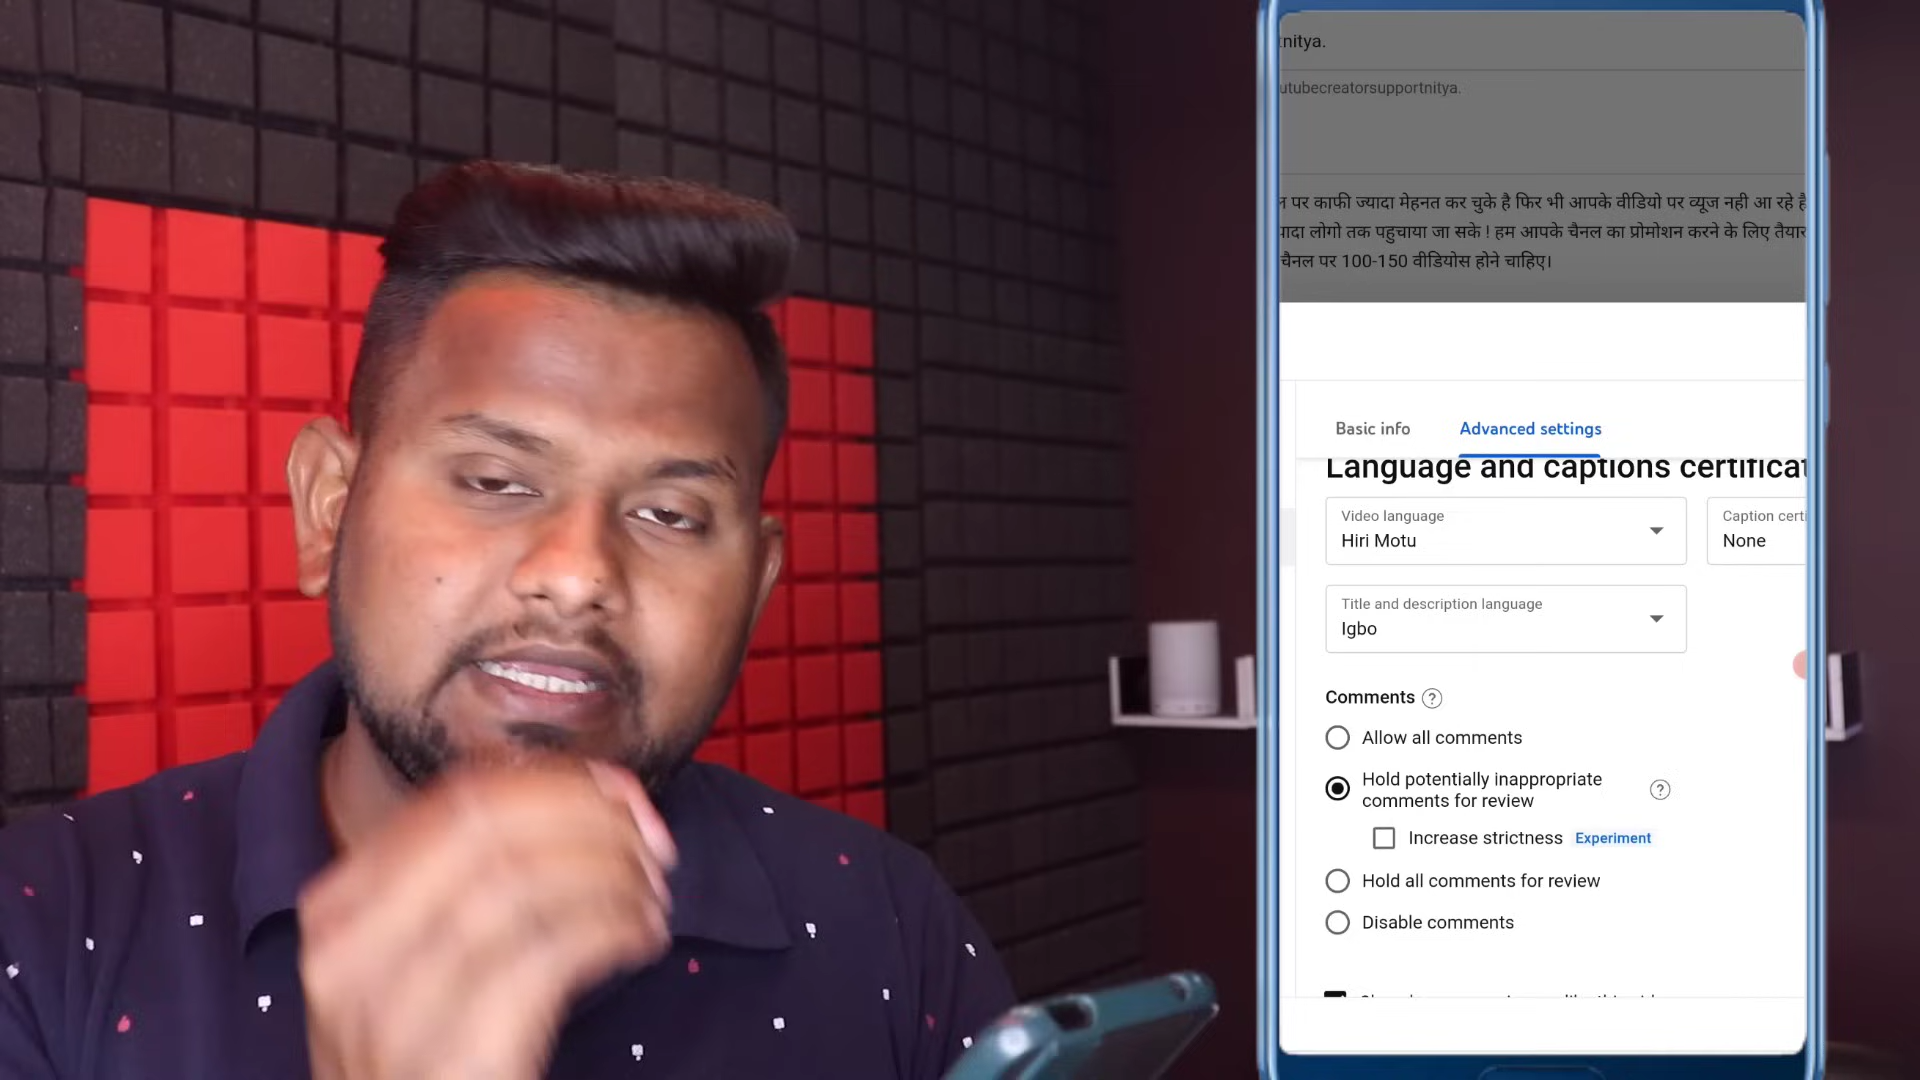 tnitya.
utubecreatorsupportnitya.
पर काफी ज्यादा मेहनत कर चुके है फिर भी आपके वीडियो पर व्यूज नही आ रहे है
यादा लोगो तक पहुचाया जा सके ! हम आपके चैनल का प्रोमोशन करने के लिए तैयार
चैनल पर 100-150 वीडियोस होने चाहिए।
Basic info
Advanced settings
Language and captions certificat
Video language
Hiri Motu
Caption certi
None
Title and description language
Igbo
Comments ?
Allow all comments
Hold potentially inappropriate
comments for review
?
Increase strictness Experiment
Hold all comments for review
Disable comments